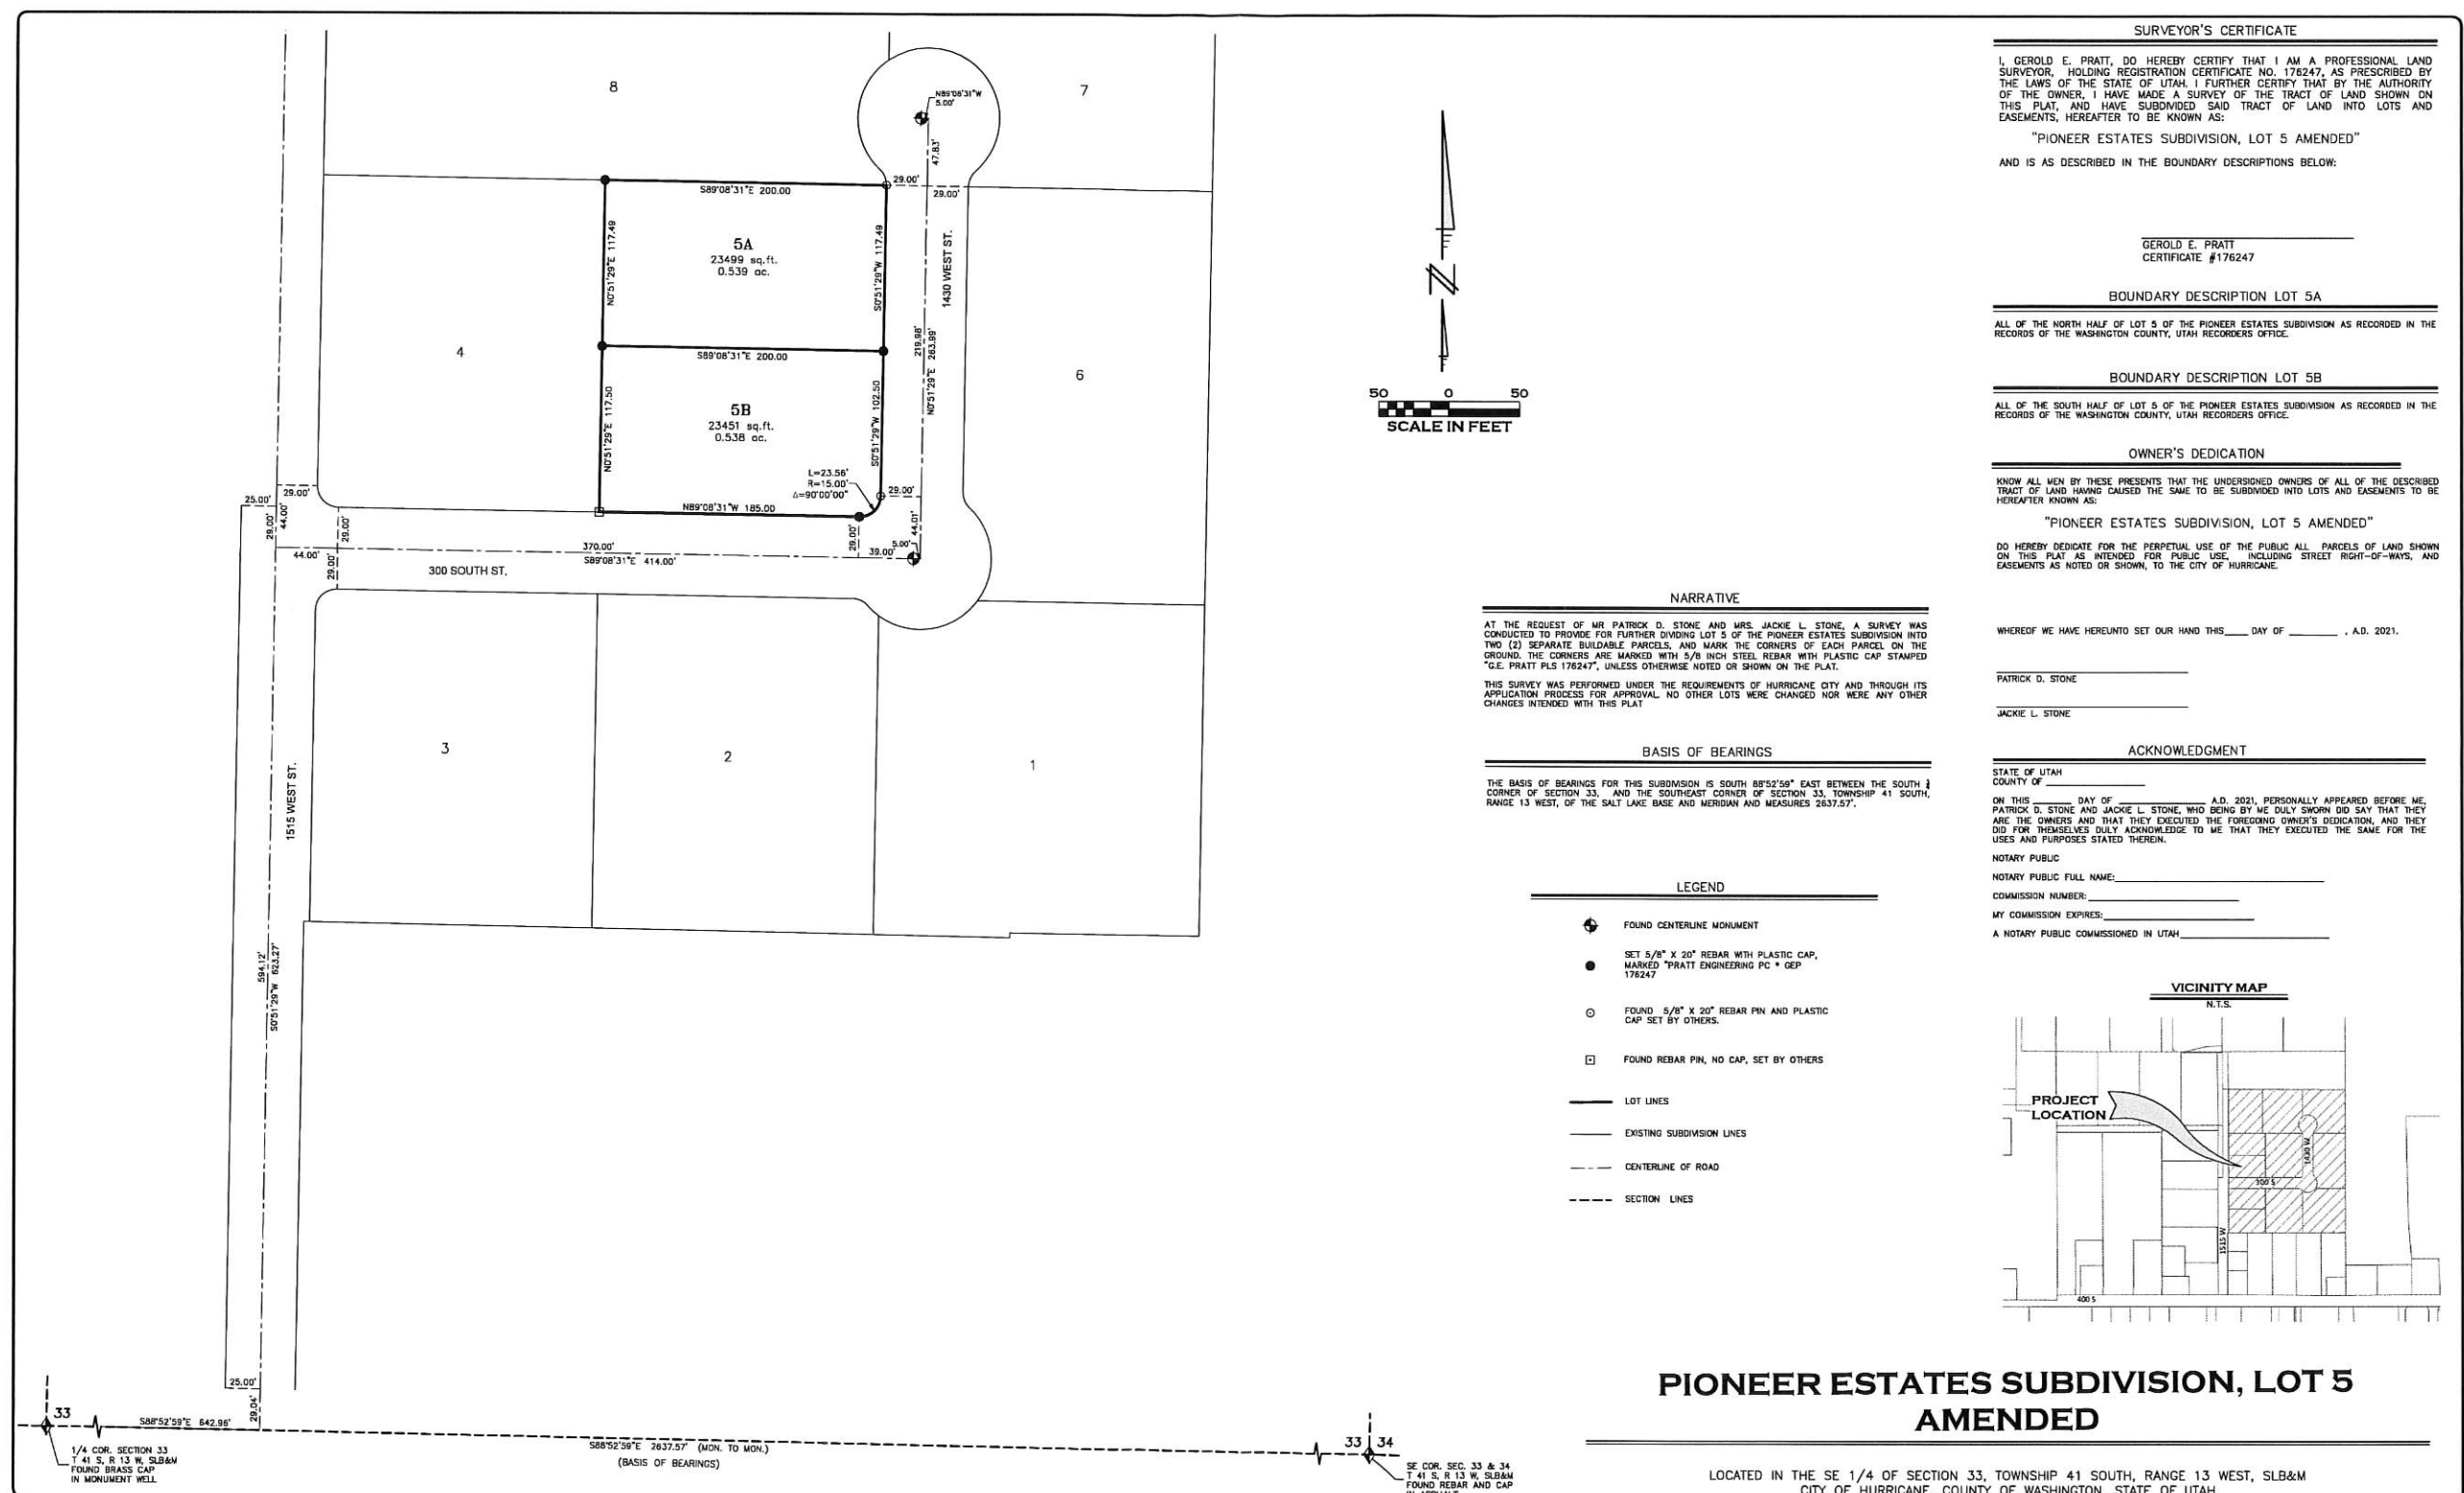 8
7
N89°08'31"W
5.00'
47.83'
29.00'
29.00'
S89°08'31"E 200.00
N0°51'29"E 117.49
5A
23499 sq.ft.
0.539 ac.
S0°51'29"W 117.49
1430 WEST ST.
219.98'
N0°51'29"E 263.99'
4
S89°08'31"E 200.00
6
N0°51'29"E 117.50
5B
23451 sq.ft.
0.538 ac.
S0°51'29"W 102.50
L=23.56'
R=15.00'
Δ=90°00'00"
29.00'
25.00'
29.00'
29.00'
44.00'
29.00'
N89°08'31"W 185.00
29.00'
44.01'
5.00'
39.00'
44.00'
29.00'
370.00'
S89°08'31"E 414.00'
300 SOUTH ST.
3
2
1
1515 WEST ST.
594.12'
S0°51'29"W 623.27'
25.00'
29.04'
33
S88°52'59"E 642.96'
1/4 COR. SECTION 33
T 41 S, R 13 W, SLB&M
FOUND BRASS CAP
IN MONUMENT WELL
S88°52'59"E 2637.57' (MON. TO MON.)
(BASIS OF BEARINGS)
33 34
SE COR. SEC. 33 & 34
T 41 S, R 13 W, SLB&M
FOUND REBAR AND CAP
N
50 0 50
SCALE IN FEET
NARRATIVE
AT THE REQUEST OF MR PATRICK D. STONE AND MRS. JACKIE L. STONE, A SURVEY WAS
CONDUCTED TO PROVIDE FOR FURTHER DIVIDING LOT 5 OF THE PIONEER ESTATES SUBDIVISION INTO
TWO (2) SEPARATE BUILDABLE PARCELS, AND MARK THE CORNERS OF EACH PARCEL ON THE
GROUND. THE CORNERS ARE MARKED WITH 5/8 INCH STEEL REBAR WITH PLASTIC CAP STAMPED
"G.E. PRATT PLS 176247", UNLESS OTHERWISE NOTED OR SHOWN ON THE PLAT.
THIS SURVEY WAS PERFORMED UNDER THE REQUIREMENTS OF HURRICANE CITY AND THROUGH ITS
APPLICATION PROCESS FOR APPROVAL. NO OTHER LOTS WERE CHANGED NOR WERE ANY OTHER
CHANGES INTENDED WITH THIS PLAT
BASIS OF BEARINGS
THE BASIS OF BEARINGS FOR THIS SUBDIVISION IS SOUTH 88°52'59" EAST BETWEEN THE SOUTH
CORNER OF SECTION 33, AND THE SOUTHEAST CORNER OF SECTION 33, TOWNSHIP 41 SOUTH,
RANGE 13 WEST, OF THE SALT LAKE BASE AND MERIDIAN AND MEASURES 2637.57'.
LEGEND
FOUND CENTERLINE MONUMENT
SET 5/8" X 20" REBAR WITH PLASTIC CAP,
MARKED "PRATT ENGINEERING PC * GEP
176247
FOUND 5/8" X 20" REBAR PIN AND PLASTIC
CAP SET BY OTHERS.
FOUND REBAR PIN, NO CAP, SET BY OTHERS
LOT LINES
EXISTING SUBDIVISION LINES
CENTERLINE OF ROAD
SECTION LINES
SURVEYOR'S CERTIFICATE
I, GEROLD E. PRATT, DO HEREBY CERTIFY THAT I AM A PROFESSIONAL LAND
SURVEYOR, HOLDING REGISTRATION CERTIFICATE NO. 176247, AS PRESCRIBED BY
THE LAWS OF THE STATE OF UTAH. I FURTHER CERTIFY THAT BY THE AUTHORITY
OF THE OWNER, I HAVE MADE A SURVEY OF THE TRACT OF LAND SHOWN ON
THIS PLAT, AND HAVE SUBDIVIDED SAID TRACT OF LAND INTO LOTS AND
EASEMENTS, HEREAFTER TO BE KNOWN AS:
"PIONEER ESTATES SUBDIVISION, LOT 5 AMENDED"
AND IS AS DESCRIBED IN THE BOUNDARY DESCRIPTIONS BELOW:
GEROLD E. PRATT
CERTIFICATE #176247
BOUNDARY DESCRIPTION LOT 5A
ALL OF THE NORTH HALF OF LOT 5 OF THE PIONEER ESTATES SUBDIVISION AS RECORDED IN THE
RECORDS OF THE WASHINGTON COUNTY, UTAH RECORDERS OFFICE.
BOUNDARY DESCRIPTION LOT 5B
ALL OF THE SOUTH HALF OF LOT 5 OF THE PIONEER ESTATES SUBDIVISION AS RECORDED IN THE
RECORDS OF THE WASHINGTON COUNTY, UTAH RECORDERS OFFICE.
OWNER'S DEDICATION
KNOW ALL MEN BY THESE PRESENTS THAT THE UNDERSIGNED OWNERS OF ALL OF THE DESCRIBED
TRACT OF LAND HAVING CAUSED THE SAME TO BE SUBDIVIDED INTO LOTS AND EASEMENTS TO BE
HEREAFTER KNOWN AS:
"PIONEER ESTATES SUBDIVISION, LOT 5 AMENDED"
DO HEREBY DEDICATE FOR THE PERPETUAL USE OF THE PUBLIC ALL PARCELS OF LAND SHOWN
ON THIS PLAT AS INTENDED FOR PUBLIC USE, INCLUDING STREET RIGHT-OF-WAYS, AND
EASEMENTS AS NOTED OR SHOWN, TO THE CITY OF HURRICANE.
WHEREOF WE HAVE HEREUNTO SET OUR HAND THIS____ DAY OF ________ , A.D. 2021.
PATRICK D. STONE
JACKIE L. STONE
ACKNOWLEDGMENT
STATE OF UTAH
COUNTY OF
ON THIS ______ DAY OF ____________ A.D. 2021, PERSONALLY APPEARED BEFORE ME,
PATRICK D. STONE AND JACKIE L. STONE, WHO BEING BY ME DULY SWORN DID SAY THAT THEY
ARE THE OWNERS AND THAT THEY EXECUTED THE FOREGOING OWNER'S DEDICATION, AND THEY
DID FOR THEMSELVES DULY ACKNOWLEDGE TO ME THAT THEY EXECUTED THE SAME FOR THE
USES AND PURPOSES STATED THEREIN.
NOTARY PUBLIC
NOTARY PUBLIC FULL NAME:
COMMISSION NUMBER:
MY COMMISSION EXPIRES:
A NOTARY PUBLIC COMMISSIONED IN UTAH
VICINITY MAP
N.T.S.
PROJECT
LOCATION
1430 W
300 S
1515 W
400 S
PIONEER ESTATES SUBDIVISION, LOT 5
AMENDED
LOCATED IN THE SE 1/4 OF SECTION 33, TOWNSHIP 41 SOUTH, RANGE 13 WEST, SLB&M
CITY OF HURRICANE, COUNTY OF WASHINGTON, STATE OF UTAH